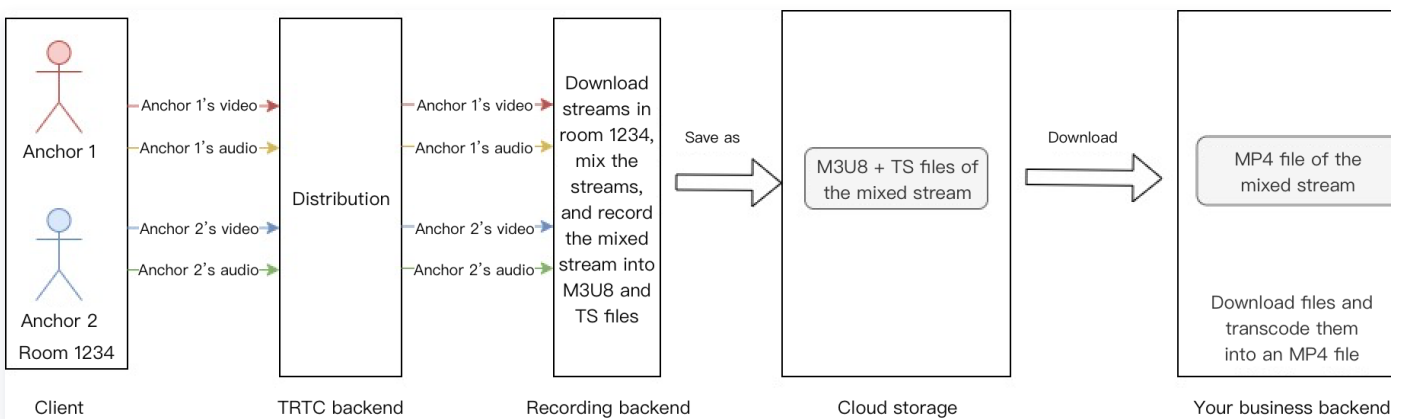 Anchor 1
Anchor 2
Room 1234
Client
Anchor 1's video
Anchor 1's audio
Anchor 2's video
Anchor 2's audio
Distribution
TRTC backend
Anchor 1's video
Anchor 1's audio
Anchor 2's video
Anchor 2's audio
Download
streams in
room 1234,
mix the
streams,
and record
the mixed
stream into
M3U8 and
TS files
Recording backend
Save as
M3U8 + TS files of
the mixed stream
Cloud storage
Download
MP4 file of the
mixed stream
Download files and
transcode them
into an MP4 file
Your business backend